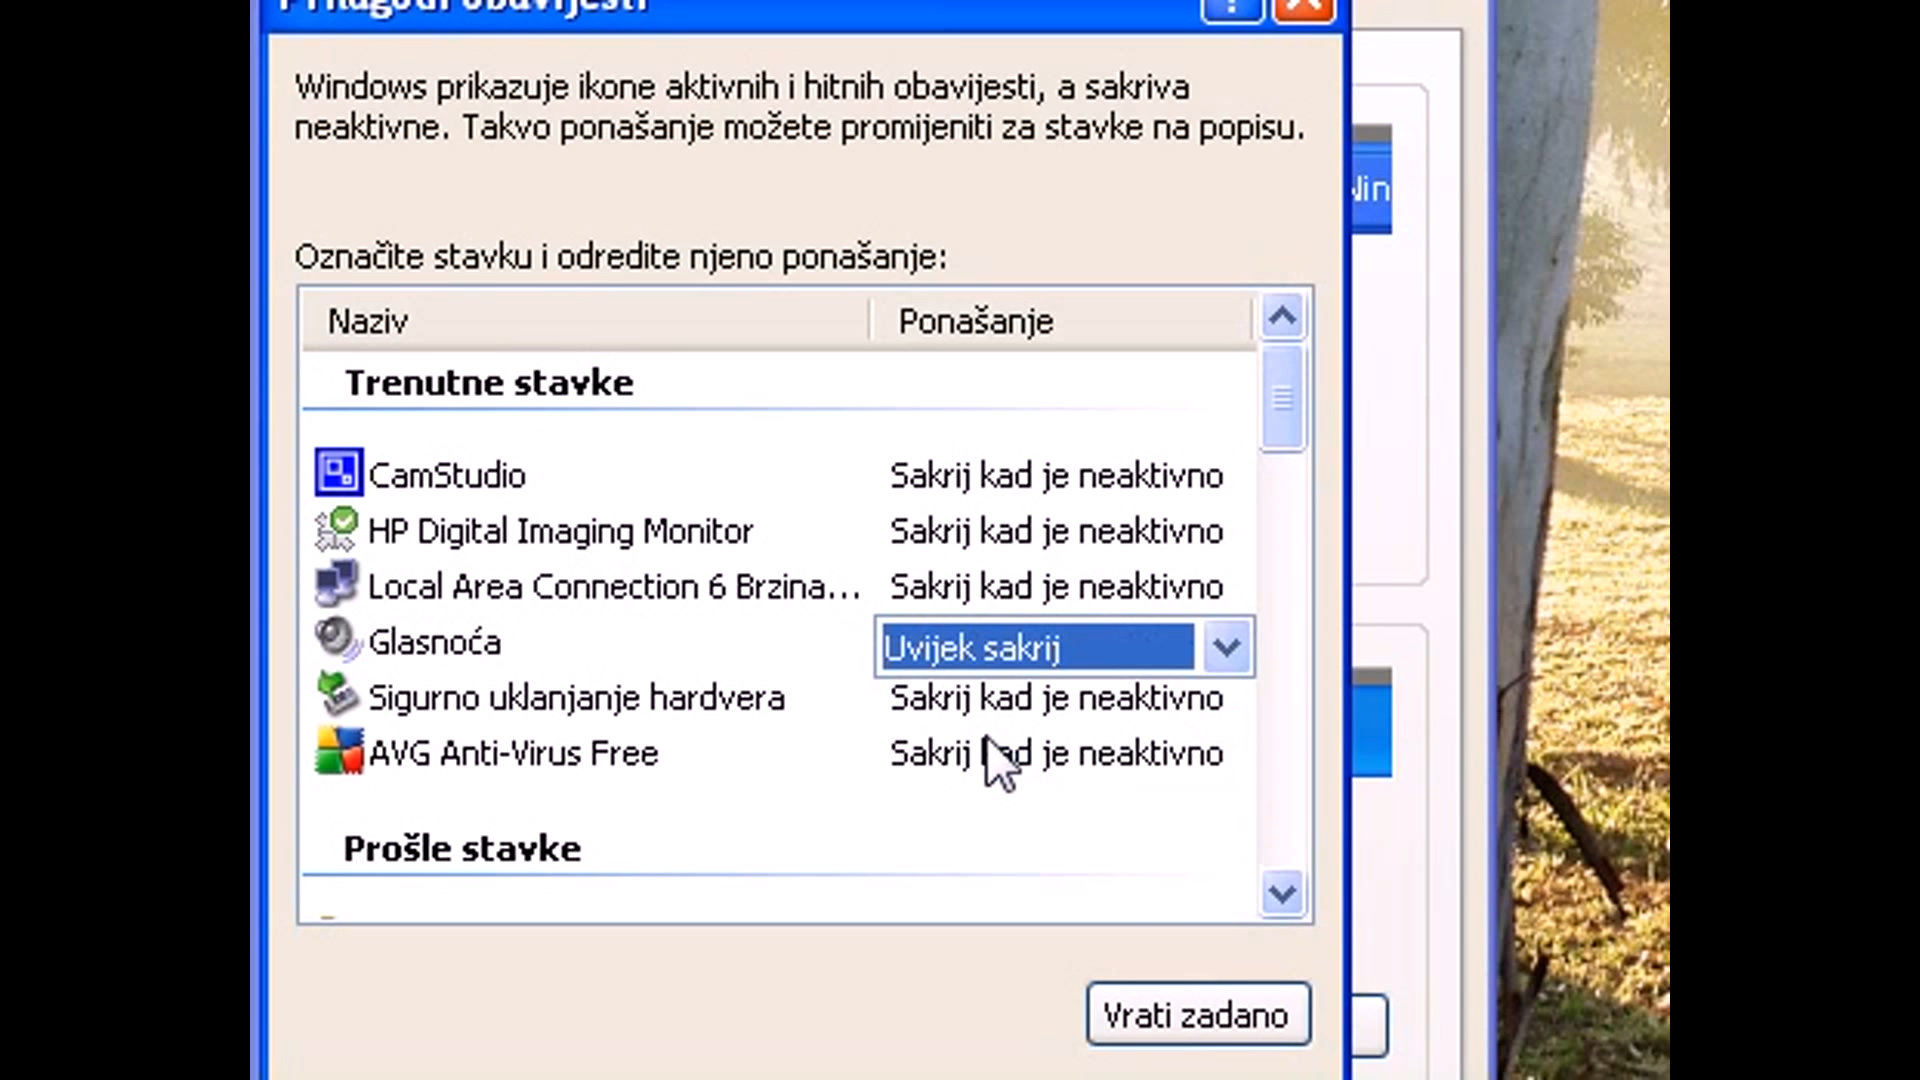 Prilagodi obavijesti
Windows prikazuje ikone aktivnih i hitnih obavijesti, a sakriva
neaktivne. Takvo ponašanje možete promijeniti za stavke na popisu.
Označite stavku i odredite njeno ponašanje:
Naziv Ponašanje
Trenutne stavke
CamStudio Sakrij kad je neaktivno
HP Digital Imaging Monitor Sakrij kad je neaktivno
Local Area Connection 6 Brzina... Sakrij kad je neaktivno
Glasnoća Uvijek sakrij
Sigurno uklanjanje hardvera Sakrij kad je neaktivno
AVG Anti-Virus Free Sakrij kad je neaktivno
Prošle stavke
Vrati zadano